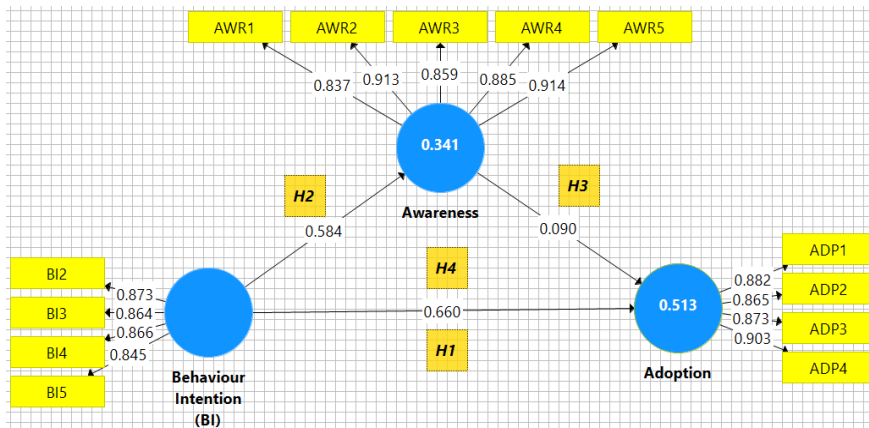 AWR1 AWR2 AWR3 AWR4 AWR5
0.837 0.913 0.859 0.885 0.914
0.341
Awareness
H2
H3
0.584
0.090
H4
0.660
H1
BI2
BI3
BI4
BI5
0.873
0.864
0.866
0.845
Behaviour
Intention
(BI)
0.513
Adoption
0.882
0.865
0.873
0.903
ADP1
ADP2
ADP3
ADP4